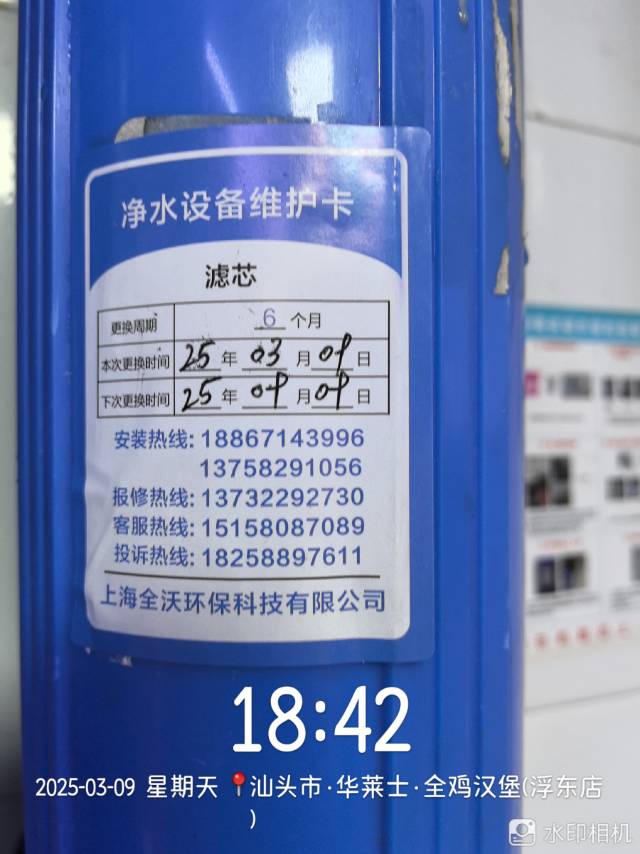 净水设备维护卡
滤芯
更换周期 6 个月
本次更换时间 25 年 03 月 09 日
下次更换时间 25 年 09 月 09 日
安装热线: 18867143996
13758291056
报修热线: 13732292730
客服热线: 15158087089
投诉热线: 18258897611
上海全沃环保科技有限公司
18:42
2025-03-09 星期天 📍汕头市·华莱士·全鸡汉堡(浮东店
)
水印相机